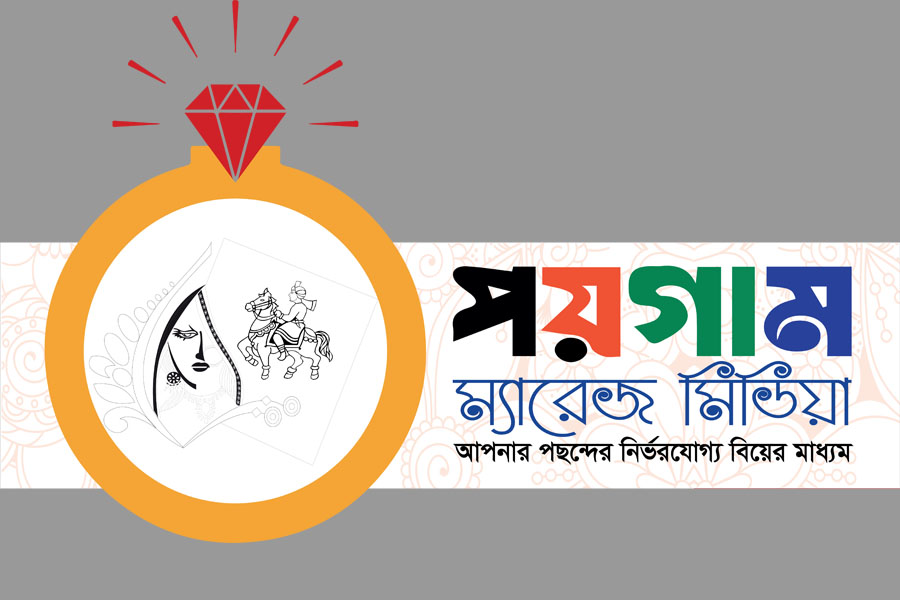 পয়গাম
ম্যারেজ মিডিয়া
আপনার পছন্দের নির্ভরযোগ্য বিয়ের মাধ্যম